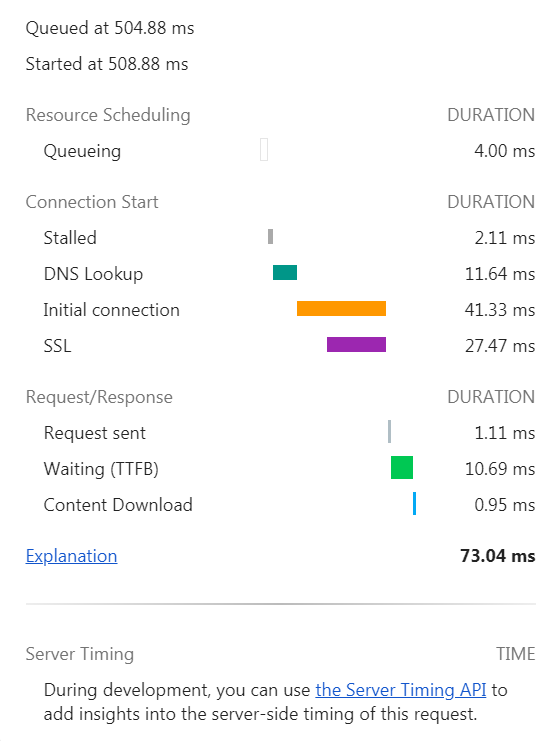 Queued at 504.88 ms
Started at 508.88 ms
Resource Scheduling DURATION
Queueing 4.00 ms
Connection Start DURATION
Stalled 2.11 ms
DNS Lookup 11.64 ms
Initial connection 41.33 ms
SSL 27.47 ms
Request/Response DURATION
Request sent 1.11 ms
Waiting (TTFB) 10.69 ms
Content Download 0.95 ms
Explanation 73.04 ms
Server Timing TIME
During development, you can use the Server Timing API to
add insights into the server-side timing of this request.